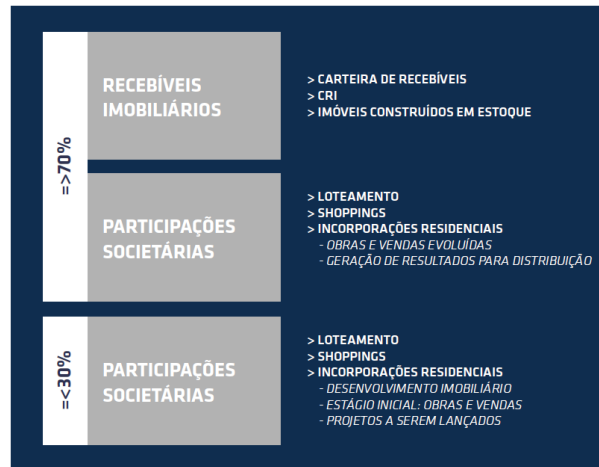 =>70%
RECEBÍVEIS
IMOBILIÁRIOS
> CARTEIRA DE RECEBÍVEIS
> CRI
> IMÓVEIS CONSTRUÍDOS EM ESTOQUE
PARTICIPAÇÕES
SOCIETÁRIAS
> LOTEAMENTO
> SHOPPINGS
> INCORPORAÇÕES RESIDENCIAIS
- OBRAS E VENDAS EVOLUÍDAS
- GERAÇÃO DE RESULTADOS PARA DISTRIBUIÇÃO
=<30%
PARTICIPAÇÕES
SOCIETÁRIAS
> LOTEAMENTO
> SHOPPINGS
> INCORPORAÇÕES RESIDENCIAIS
- DESENVOLVIMENTO IMOBILIÁRIO
- ESTÁGIO INICIAL: OBRAS E VENDAS
- PROJETOS A SEREM LANÇADOS